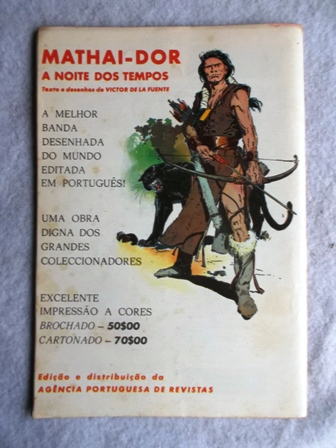 MATHAI-DOR
A NOITE DOS TEMPOS
Texto e desenhos de VICTOR DE LA FUENTE
A MELHOR
BANDA
DESENHADA
DO MUNDO
EDITADA
EM PORTUGUÊS!
UMA OBRA
DIGNA DOS
GRANDES
COLECCIONADORES
EXCELENTE
IMPRESSÃO A CORES
BROCHADO – 50$00
CARTONADO – 70$00
Edição e distribuição da
AGÊNCIA PORTUGUESA DE REVISTAS